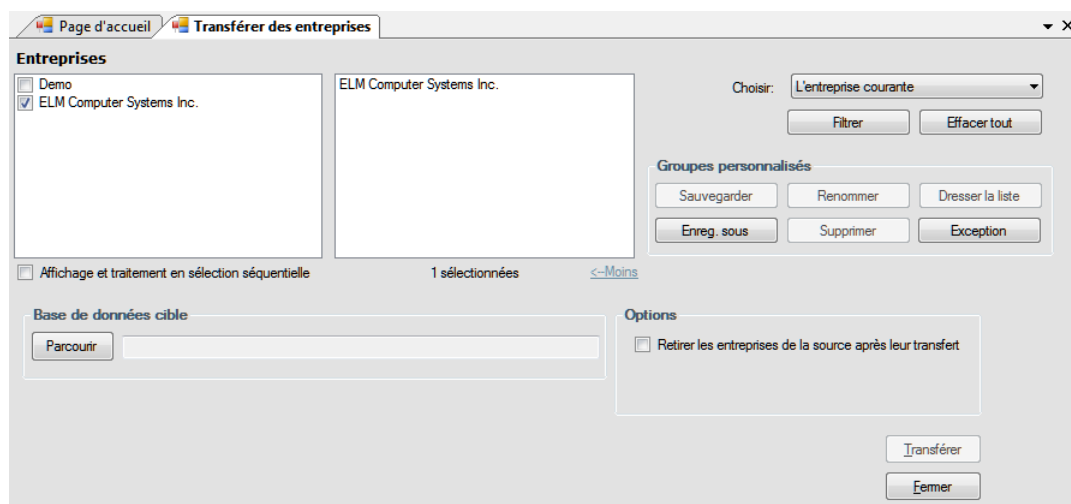 Page d'accueil
Transférer des entreprises
Entreprises
Demo
ELM Computer Systems Inc.
ELM Computer Systems Inc.
Choisir:
L'entreprise courante
Filtrer
Effacer tout
Groupes personnalisés
Sauvegarder
Renommer
Dresser la liste
Enreg. sous
Supprimer
Exception
Affichage et traitement en sélection séquentielle
1 sélectionnées
<--Moins
Base de données cible
Parcourir
Options
Retirer les entreprises de la source après leur transfert
Transférer
Fermer